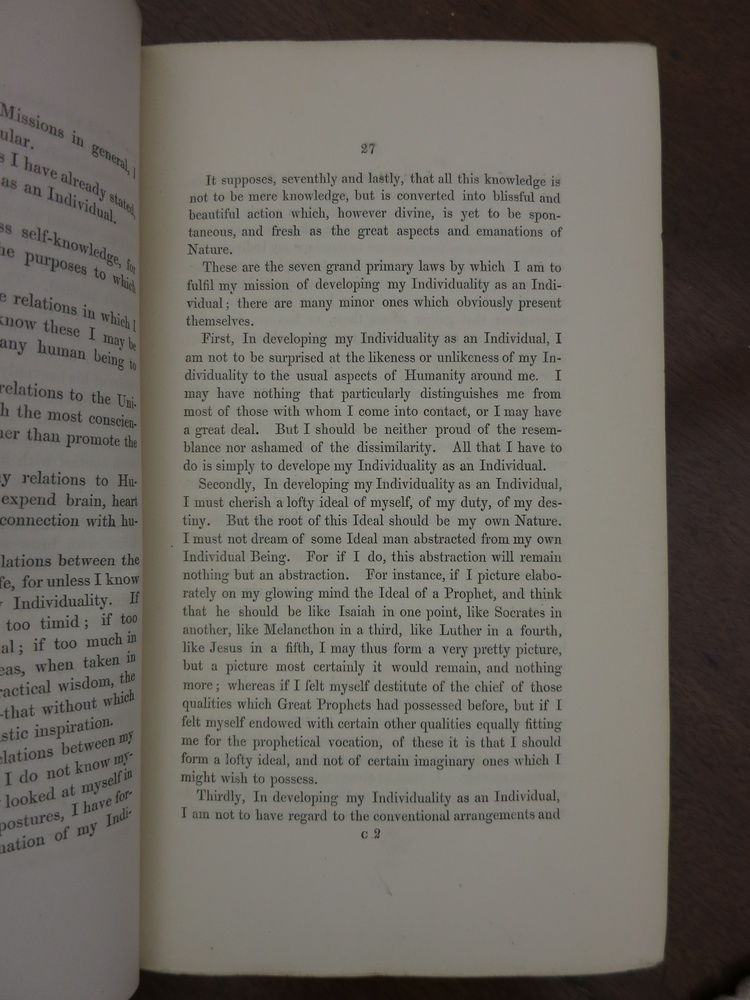 Missions in general, I
ular.
s I have already stated,
as an Individual.
ss self-knowledge, for
he purposes to which
e relations in which I
know these I may be
any human being to
relations to the Uni-
h the most conscien-
her than promote the
y relations to Hu-
expend brain, heart
connection with hu-
lations between the
fe, for unless I know
y Individuality. If
too timid; if too
al; if too much in
eas, when taken in
ractical wisdom, the
-that without which
stic inspiration.
elations between my
I do not know my-
looked at myself in
postures, I have for-
mation of my Indi-
27
It supposes, seventhly and lastly, that all this knowledge is
not to be mere knowledge, but is converted into blissful and
beautiful action which, however divine, is yet to be spon-
taneous, and fresh as the great aspects and emanations of
Nature.
These are the seven grand primary laws by which I am to
fulfil my mission of developing my Individuality as an Indi-
vidual; there are many minor ones which obviously present
themselves.
First, In developing my Individuality as an Individual, I
am not to be surprised at the likeness or unlikeness of my In-
dividuality to the usual aspects of Humanity around me. I
may have nothing that particularly distinguishes me from
most of those with whom I come into contact, or I may have
a great deal. But I should be neither proud of the resem-
blance nor ashamed of the dissimilarity. All that I have to
do is simply to develope my Individuality as an Individual.
Secondly, In developing my Individuality as an Individual,
I must cherish a lofty ideal of myself, of my duty, of my des-
tiny. But the root of this Ideal should be my own Nature.
I must not dream of some Ideal man abstracted from my own
Individual Being. For if I do, this abstraction will remain
nothing but an abstraction. For instance, if I picture elabo-
rately on my glowing mind the Ideal of a Prophet, and think
that he should be like Isaiah in one point, like Socrates in
another, like Melancthon in a third, like Luther in a fourth,
like Jesus in a fifth, I may thus form a very pretty picture,
but a picture most certainly it would remain, and nothing
more; whereas if I felt myself destitute of the chief of those
qualities which Great Prophets had possessed before, but if I
felt myself endowed with certain other qualities equally fitting
me for the prophetical vocation, of these it is that I should
form a lofty ideal, and not of certain imaginary ones which I
might wish to possess.
Thirdly, In developing my Individuality as an Individual,
I am not to have regard to the conventional arrangements and
c 2